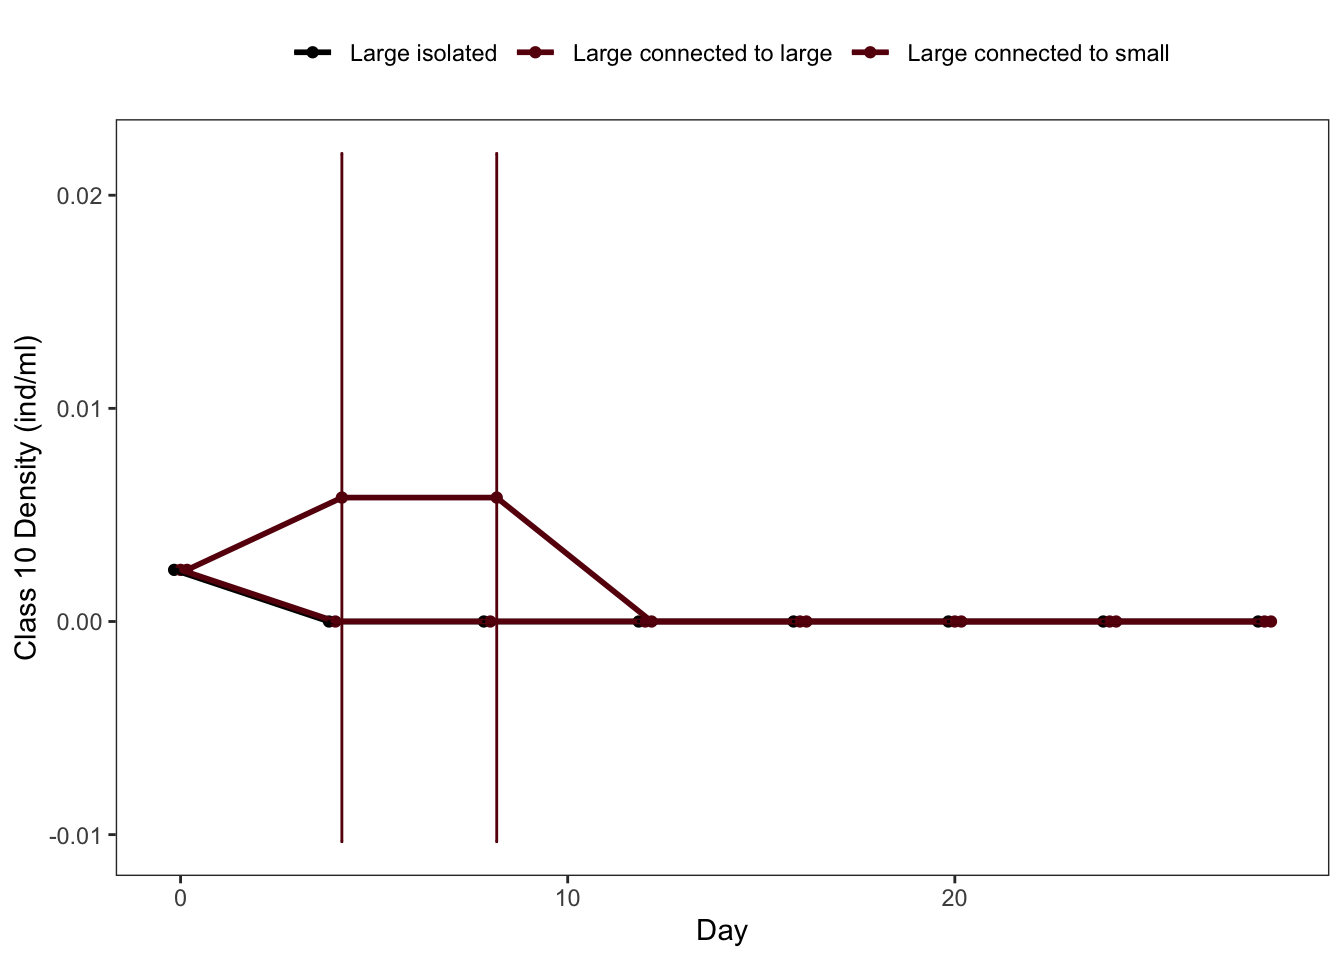 Large isolated Large connected to large Large connected to small
0.02
0.01
0.00
-0.01
Class 10 Density (ind/ml)
0 10 20
Day